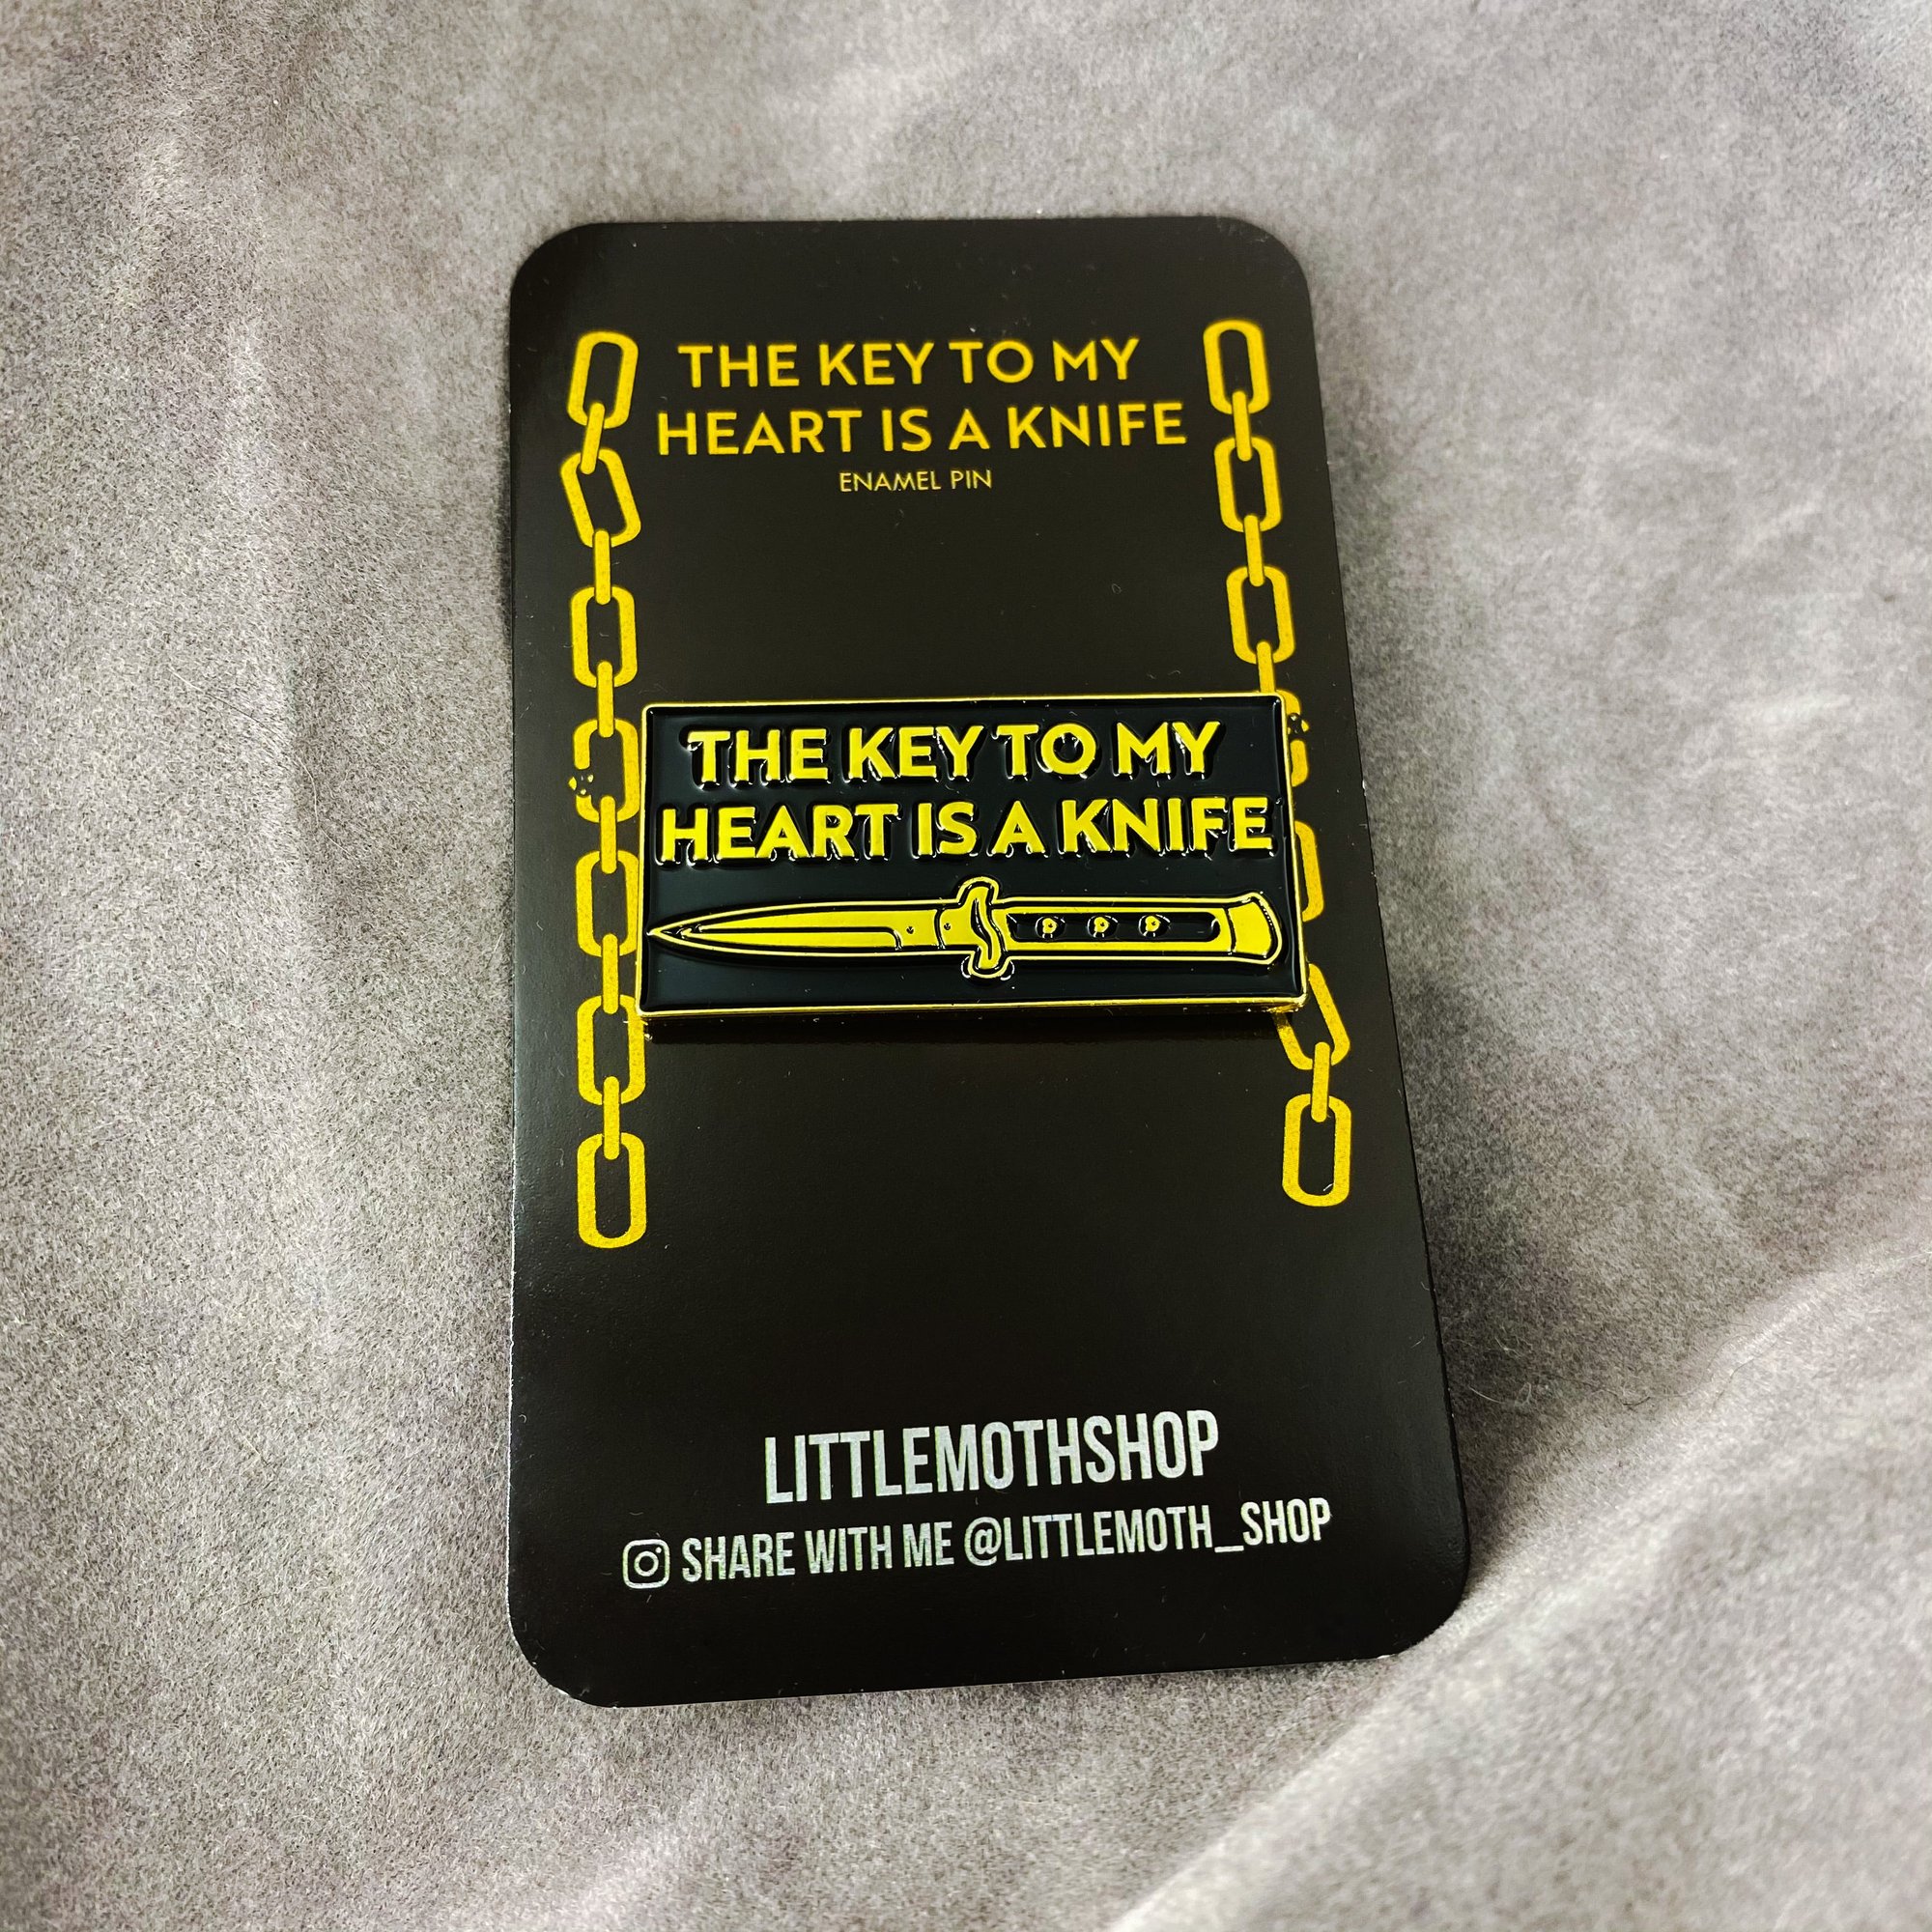 THE KEY TO MY
HEART IS A KNIFE
ENAMEL PIN
THE KEY TO MY
HEART IS A KNIFE
LITTLEMOTHSHOP
SHARE WITH ME @LITTLEMOTH_SHOP